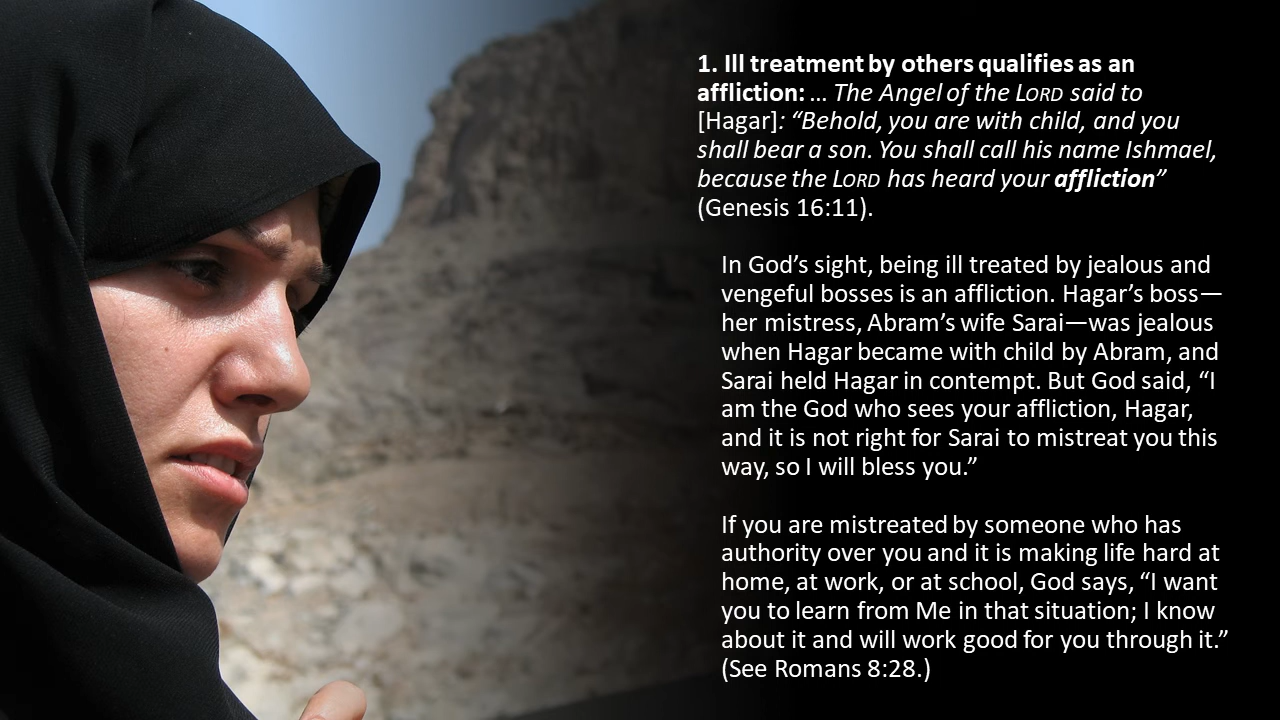 1. Ill treatment by others qualifies as an
affliction: … The Angel of the LORD said to
[Hagar]: “Behold, you are with child, and you
shall bear a son. You shall call his name Ishmael,
because the LORD has heard your affliction”
(Genesis 16:11).
In God’s sight, being ill treated by jealous and
vengeful bosses is an affliction. Hagar’s boss—
her mistress, Abram’s wife Sarai—was jealous
when Hagar became with child by Abram, and
Sarai held Hagar in contempt. But God said, “I
am the God who sees your affliction, Hagar,
and it is not right for Sarai to mistreat you this
way, so I will bless you.”
If you are mistreated by someone who has
authority over you and it is making life hard at
home, at work, or at school, God says, “I want
you to learn from Me in that situation; I know
about it and will work good for you through it.”
(See Romans 8:28.)